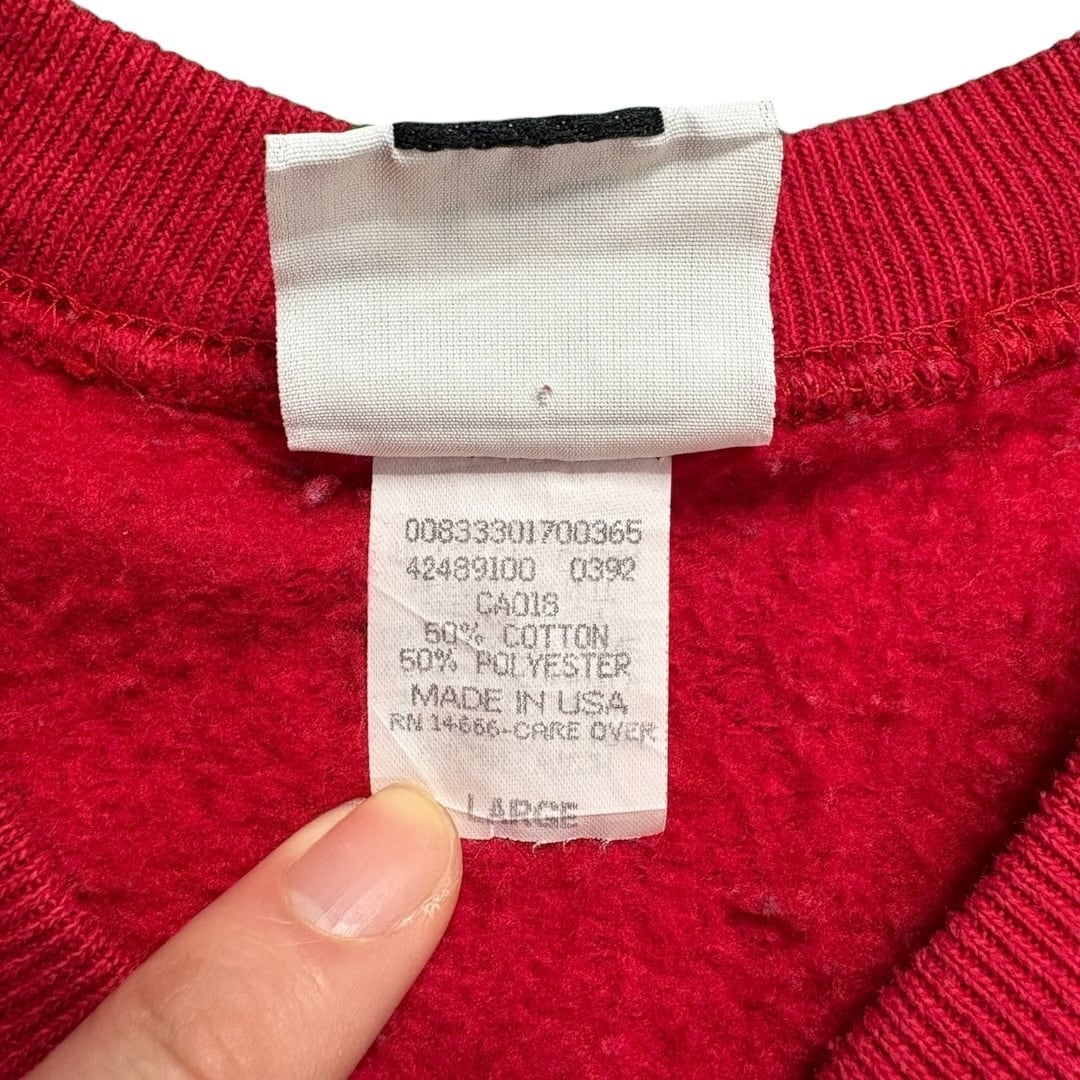 00833301700365
42489100 0392
CA018
50% COTTON
50% POLYESTER
MADE IN USA
RN 14666-CARE OVER
LARGE